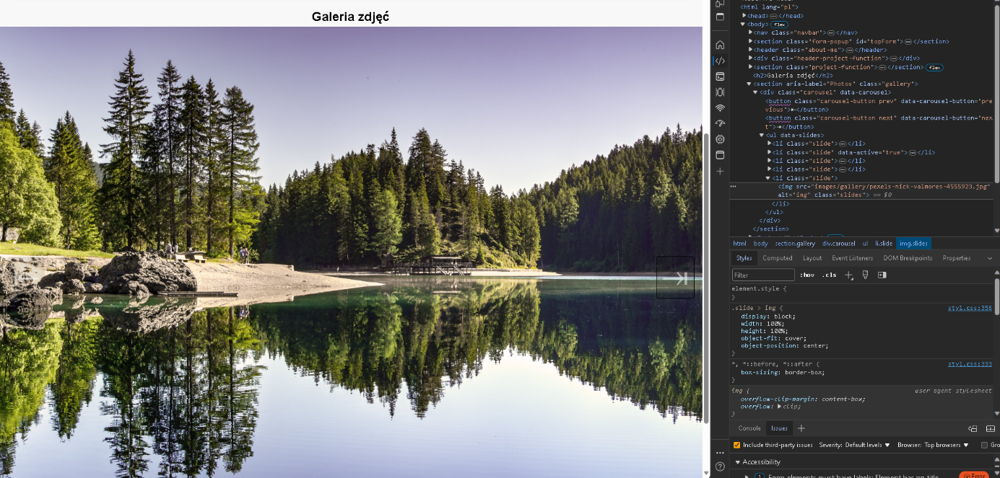 Galeria zdjęć
<html lang="pl">
<head> </head>
<body> flex
<nav class="navbar"> </nav>
<section class="form-popup" id="topForm"> </section>
<header class="about-me"> </header>
<div class="header-project-function"> </div>
<section class="project-function"> </section> flex
<h2>Galeria zdjęć</h2>
<section aria-label="Photos" class="gallery">
<div class="carousel" data-carousel>
<button class="carousel-button prev" data-carousel-button="pre
vious">⇤</button>
<button class="carousel-button next" data-carousel-button="nex
t">⇥</button>
<ul data-slides>
<li class="slide"> </li>
<li class="slide" data-active="true"> </li>
<li class="slide"> </li>
<li class="slide"> </li>
<li class="slide">
<img src="images/gallery/pexels-nick-valmores-4555923.jpg"
alt="img" class="slides"> == $0
</li>
</ul>
</div>
</section>
html body section.gallery div.carousel ul li.slide img.slides
Styles Computed Layout Event Listeners DOM Breakpoints Properties
Filter :hov .cls
element.style {
}
.slide > img { styl.css:356
display: block;
width: 100%;
height: 100%;
object-fit: cover;
object-position: center;
}
*, *::before, *::after { styl.css:333
box-sizing: border-box;
}
img { user agent stylesheet
overflow-clip-margin: content-box;
overflow: clip;
}
Console Issues
Include third-party issues Severity: Default levels Browser: Top browsers Gro
Accessibility
1 Form elements must have labels: Element has no title Error